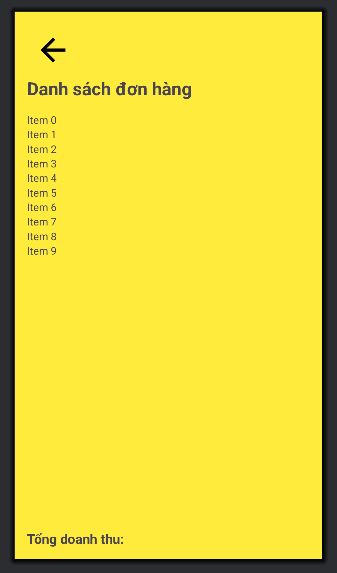 Danh sách đơn hàng
Item 0
Item 1
Item 2
Item 3
Item 4
Item 5
Item 6
Item 7
Item 8
Item 9
Tổng doanh thu: